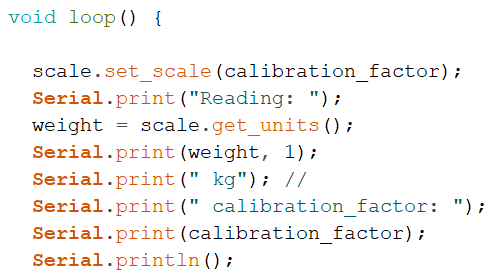 void loop() {
scale.set_scale(calibration_factor);
Serial.print("Reading: ");
weight = scale.get_units();
Serial.print(weight, 1);
Serial.print(" kg"); //
Serial.print(" calibration_factor: ");
Serial.print(calibration_factor);
Serial.println();